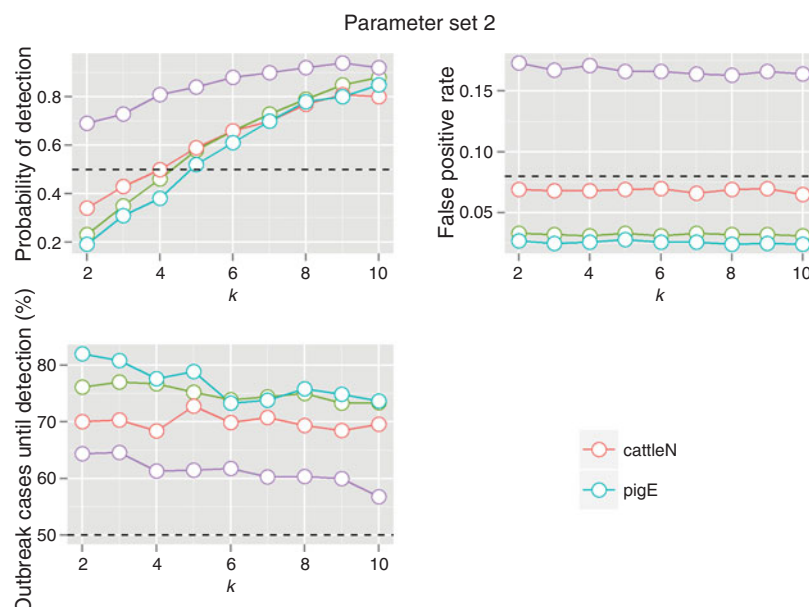 Parameter set 2
Probability of detection
0.8
0.6
0.4
0.2
2 4 6 8 10
k
False positive rate
0.15
0.10
0.05
2 4 6 8 10
k
Outbreak cases until detection (%)
80
70
60
50
2 4 6 8 10
k
cattleN
pigE